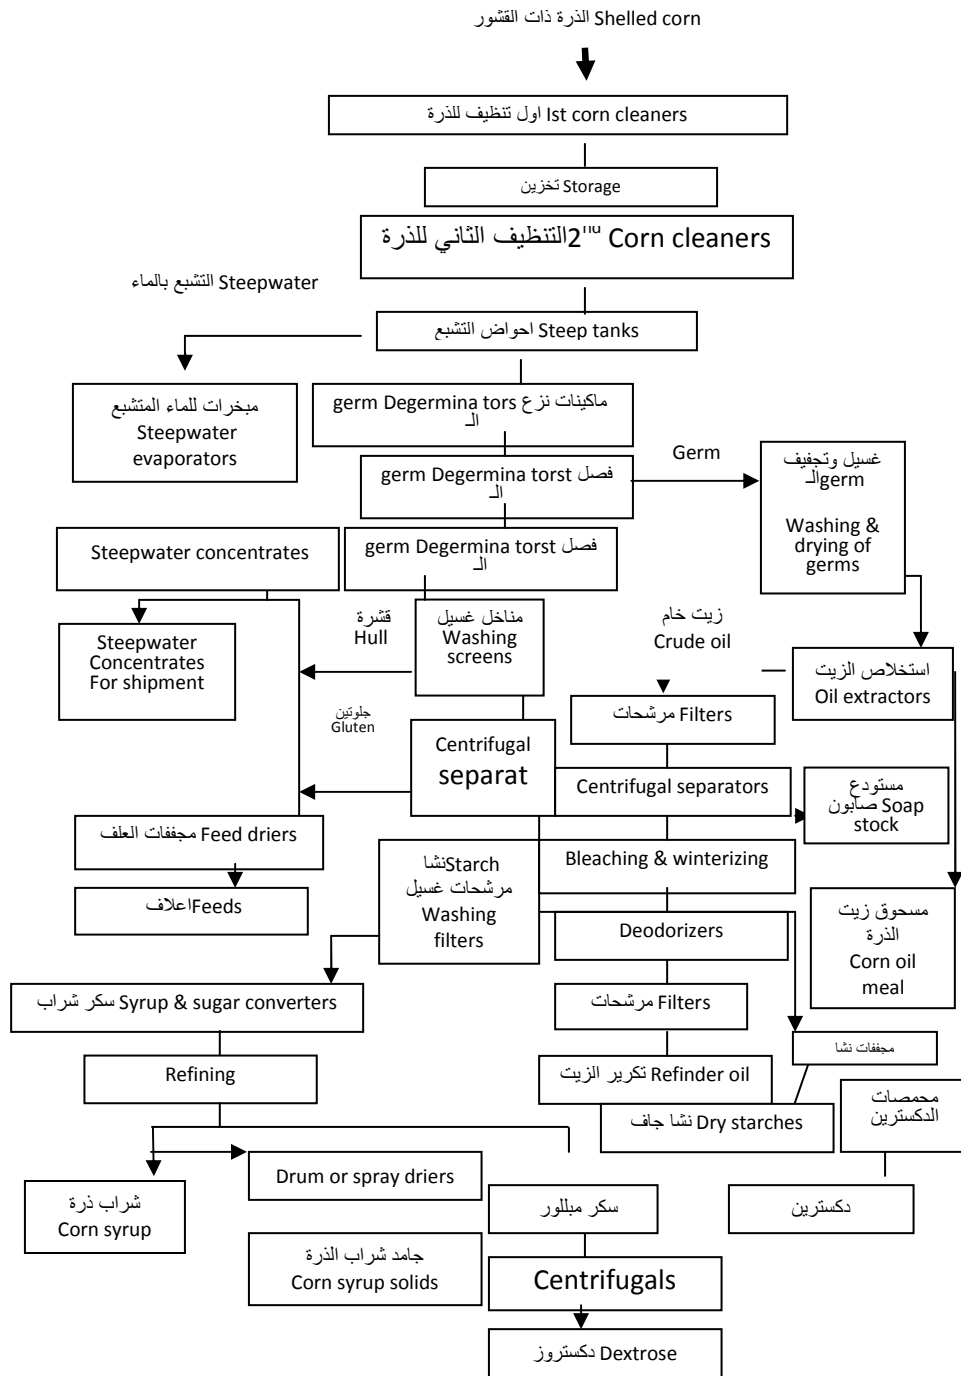 الذرة ذات القشور Shelled corn
اول تنظيف للذرة Ist corn cleaners
تخزين Storage
التنظيف الثاني للذرة 2nd Corn cleaners
التشبع بالماء Steepwater
احواض التشبع Steep tanks
مبخرات للماء المتشبع
Steepwater
evaporators
ماكينات نزع germ Degermina tors
الـ
فصل germ Degermina torst
الـ
Germ
غسيل وتجفيف
الـgerm
Washing &
drying of
germs
Steepwater concentrates
فصل germ Degermina torst
الـ
Steepwater
Concentrates
For shipment
قشرة
Hull
مناخل غسيل
Washing
screens
زيت خام
Crude oil
استخلاص الزيت
Oil extractors
مرشحات Filters
جلوتين
Gluten
Centrifugal
separat
Centrifugal separators
مستودع
صابون Soap
stock
مجففات العلف Feed driers
نشاStarch
مرشحات غسيل
Washing
filters
Bleaching & winterizing
اعلافFeeds
Deodorizers
مسحوق زيت
الذرة
Corn oil
meal
سكر شراب Syrup & sugar converters
مرشحات Filters
مجففات نشا
Refining
تكرير الزيت Refinder oil
محمصات
الدكسترين
نشا جاف Dry starches
Drum or spray driers
شراب ذرة
Corn syrup
سكر مبللور
دكسترين
جامد شراب الذرة
Corn syrup solids
Centrifugals
دكستروز Dextrose